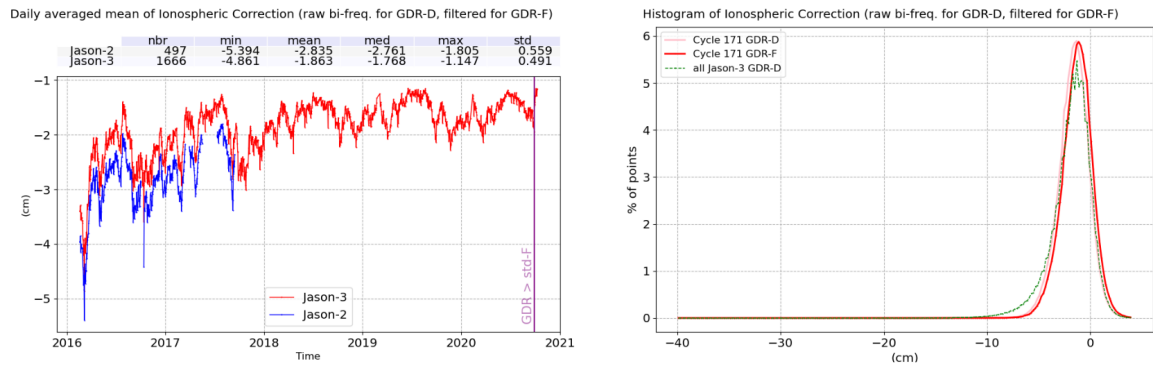 Daily averaged mean of Ionospheric Correction (raw bi-freq. for GDR-D, filtered for GDR-F)
nbr min mean med max std
Jason-2 497 -5.394 -2.835 -2.761 -1.805 0.559
Jason-3 1666 -4.861 -1.863 -1.768 -1.147 0.491
−1
−2
−3
−4
−5
(cm)
GDR > std-F
Jason-3
Jason-2
2016 2017 2018 2019 2020 2021
Time
Histogram of Ionospheric Correction (raw bi-freq. for GDR-D, filtered for GDR-F)
Cycle 171 GDR-D
Cycle 171 GDR-F
all Jason-3 GDR-D
6
5
4
3
2
1
0
% of points
−40 −30 −20 −10 0
(cm)